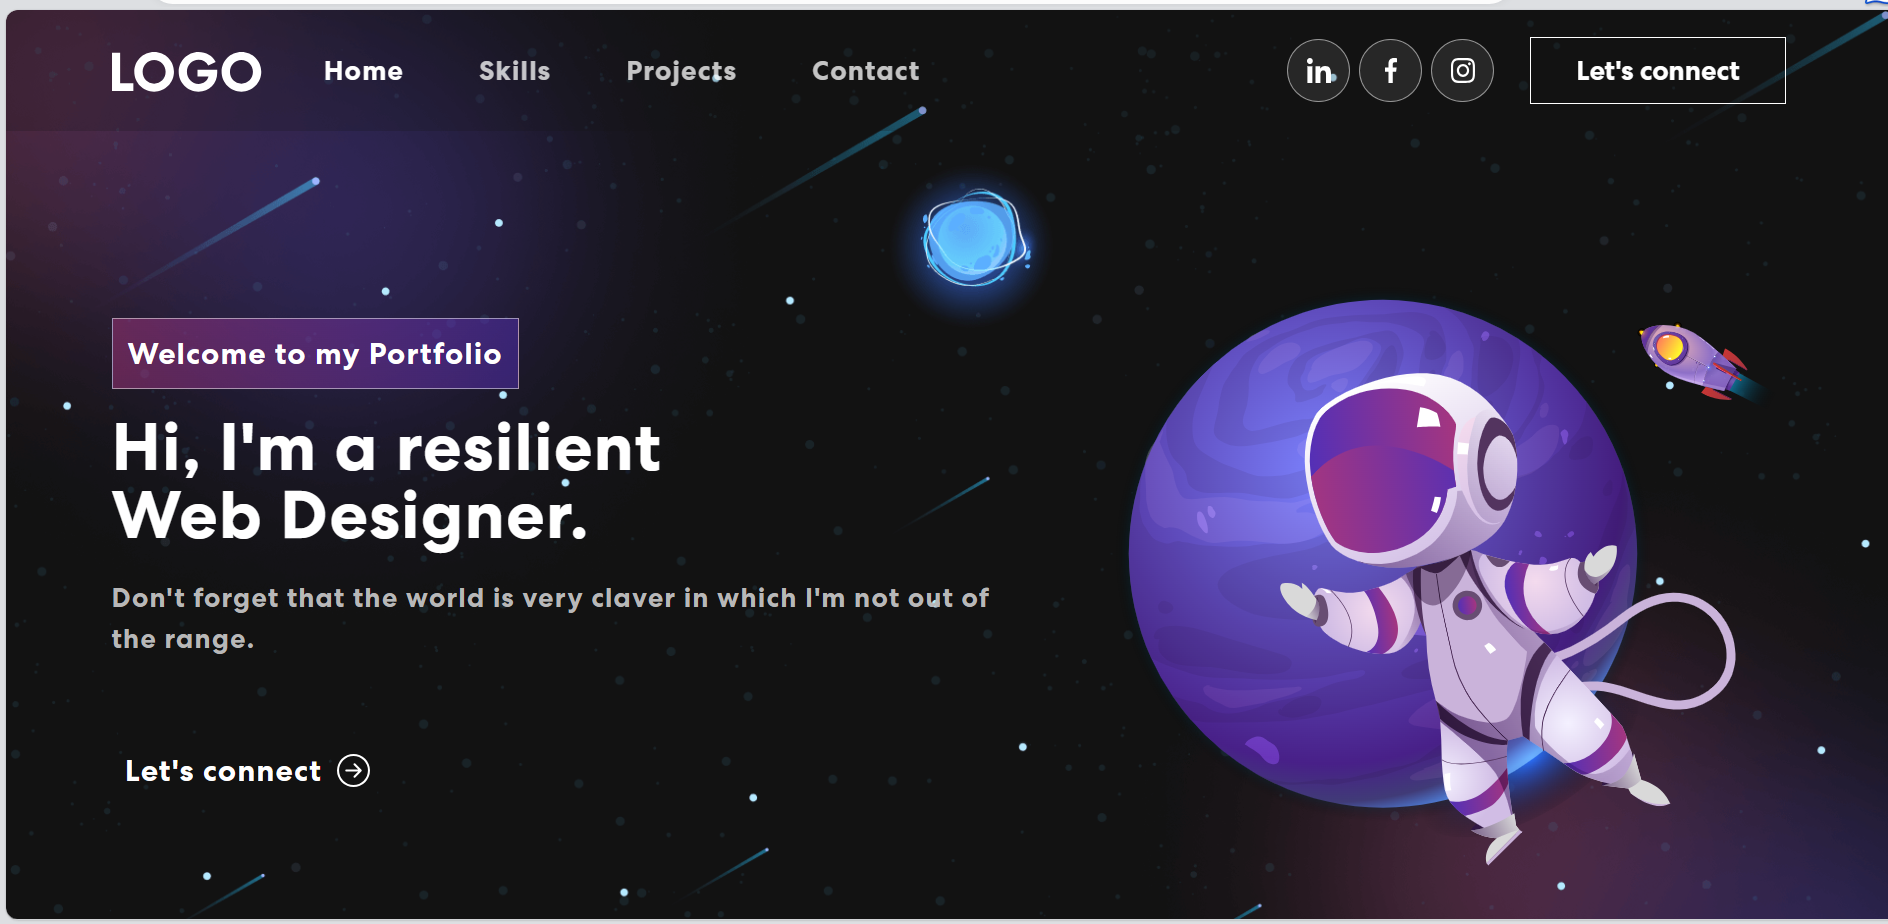 LOGO Home Skills Projects Contact in f Let's connect
Welcome to my Portfolio
Hi, I'm a resilient
Web Designer.
Don't forget that the world is very claver in which I'm not out of
the range.
Let's connect